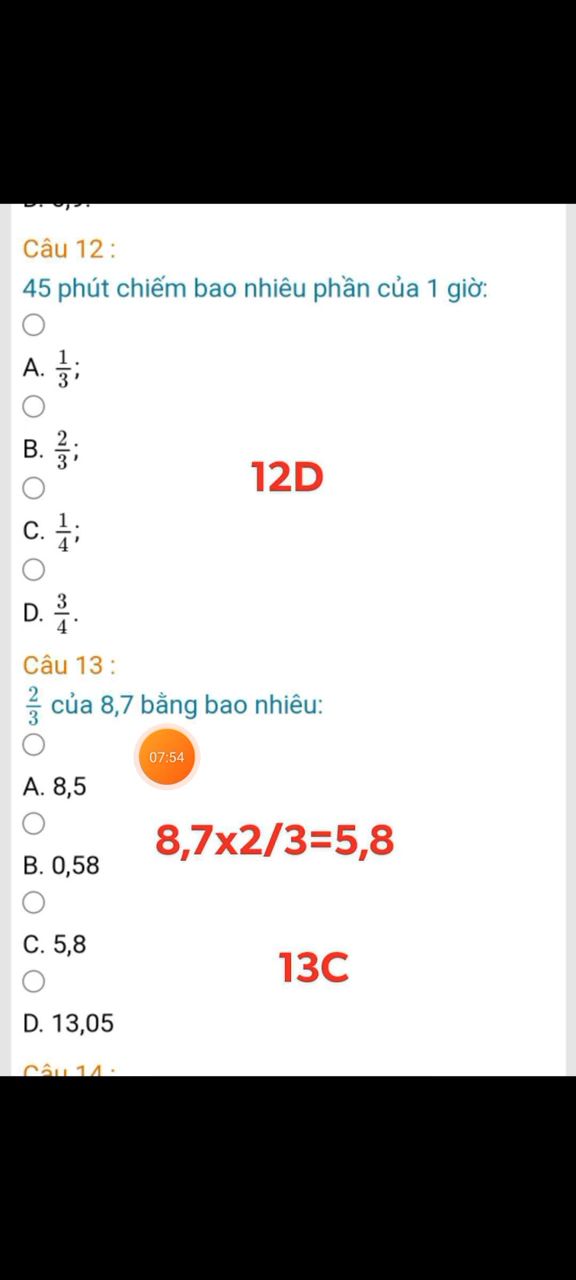 Câu 12 :
45 phút chiếm bao nhiêu phần của 1 giờ:
A. 1/3;
B. 2/3;
12D
C. 1/4;
D. 3/4.
Câu 13 :
2/3 của 8,7 bằng bao nhiêu:
07:54
A. 8,5
8,7x2/3=5,8
B. 0,58
C. 5,8
13C
D. 13,05
Câu 14 :